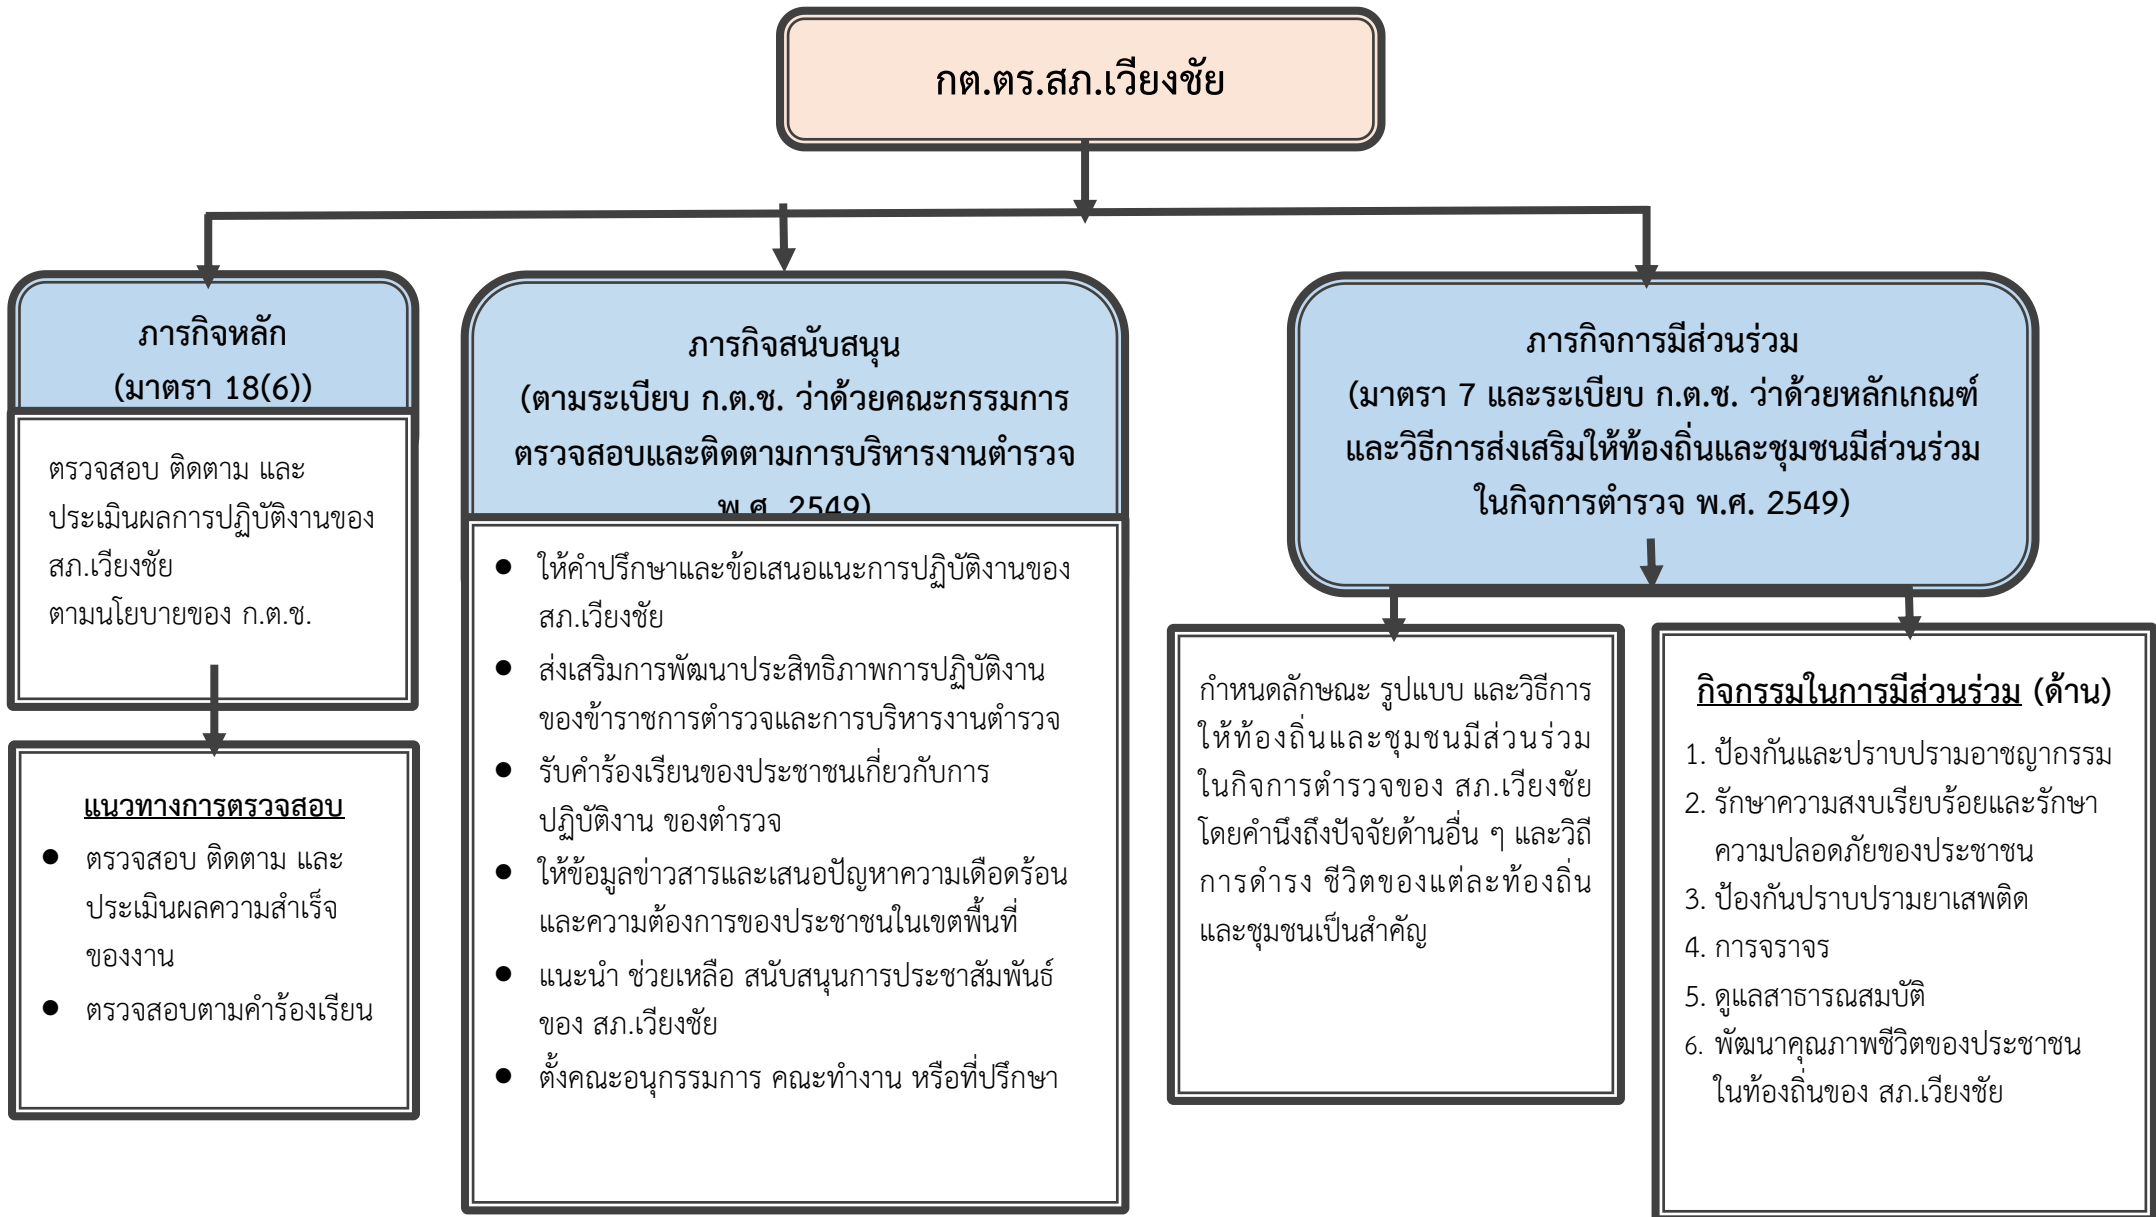 กต.ตร.สภ.เวียงชัย
ภารกิจหลัก
(มาตรา 18(6))
ตรวจสอบ ติดตาม และ
ประเมินผลการปฏิบัติงานของ
สภ.เวียงชัย
ตามนโยบายของ ก.ต.ช.
แนวทางการตรวจสอบ
● ตรวจสอบ ติดตาม และ
ประเมินผลความสำเร็จ
ของงาน
● ตรวจสอบตามคำร้องเรียน
ภารกิจสนับสนุน
(ตามระเบียบ ก.ต.ช. ว่าด้วยคณะกรรมการ
ตรวจสอบและติดตามการบริหารงานตำรวจ
พ.ศ. 2549)
● ให้คำปรึกษาและข้อเสนอแนะการปฏิบัติงานของ
สภ.เวียงชัย
● ส่งเสริมการพัฒนาประสิทธิภาพการปฏิบัติงาน
ของข้าราชการตำรวจและการบริหารงานตำรวจ
● รับคำร้องเรียนของประชาชนเกี่ยวกับการ
ปฏิบัติงาน ของตำรวจ
● ให้ข้อมูลข่าวสารและเสนอปัญหาความเดือดร้อน
และความต้องการของประชาชนในเขตพื้นที่
● แนะนำ ช่วยเหลือ สนับสนุนการประชาสัมพันธ์
ของ สภ.เวียงชัย
● ตั้งคณะอนุกรรมการ คณะทำงาน หรือที่ปรึกษา
ภารกิจการมีส่วนร่วม
(มาตรา 7 และระเบียบ ก.ต.ช. ว่าด้วยหลักเกณฑ์
และวิธีการส่งเสริมให้ท้องถิ่นและชุมชนมีส่วนร่วม
ในกิจการตำรวจ พ.ศ. 2549)
กำหนดลักษณะ รูปแบบ และวิธีการ
ให้ท้องถิ่นและชุมชนมีส่วนร่วม
ในกิจการตำรวจของ สภ.เวียงชัย
โดยคำนึงถึงปัจจัยด้านอื่น ๆ และวิถี
การดำรง ชีวิตของแต่ละท้องถิ่น
และชุมชนเป็นสำคัญ
กิจกรรมในการมีส่วนร่วม (ด้าน)
1. ป้องกันและปราบปรามอาชญากรรม
2. รักษาความสงบเรียบร้อยและรักษา
ความปลอดภัยของประชาชน
3. ป้องกันปราบปรามยาเสพติด
4. การจราจร
5. ดูแลสาธารณสมบัติ
6. พัฒนาคุณภาพชีวิตของประชาชน
ในท้องถิ่นของ สภ.เวียงชัย